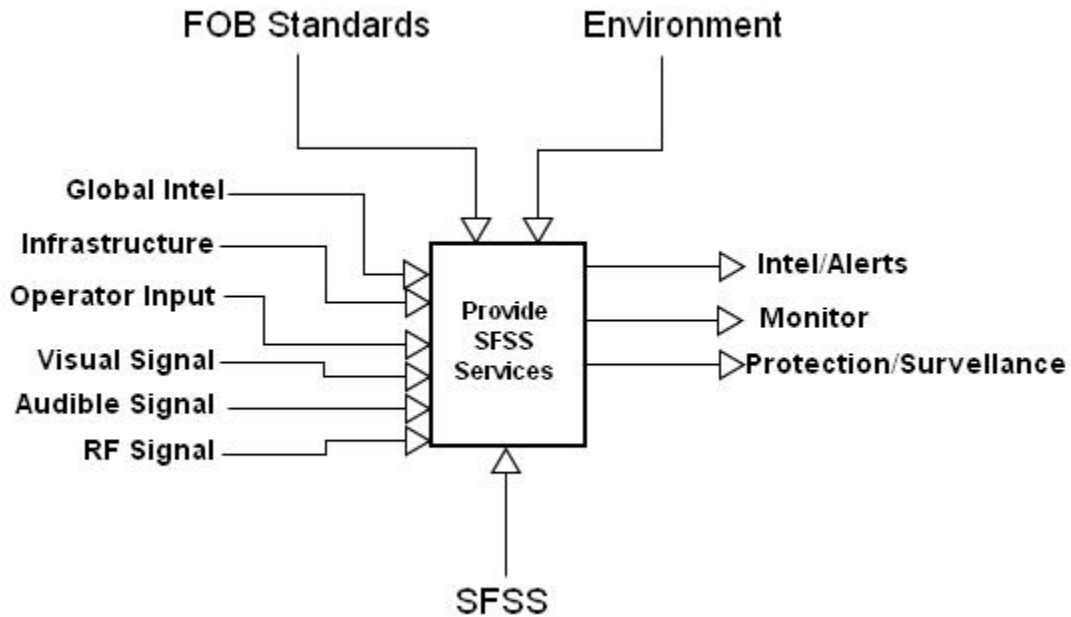 FOB Standards
Environment
Global Intel
Infrastructure
Operator Input
Visual Signal
Audible Signal
RF Signal
Provide
SFSS
Services
Intel/Alerts
Monitor
Protection/Survellance
SFSS